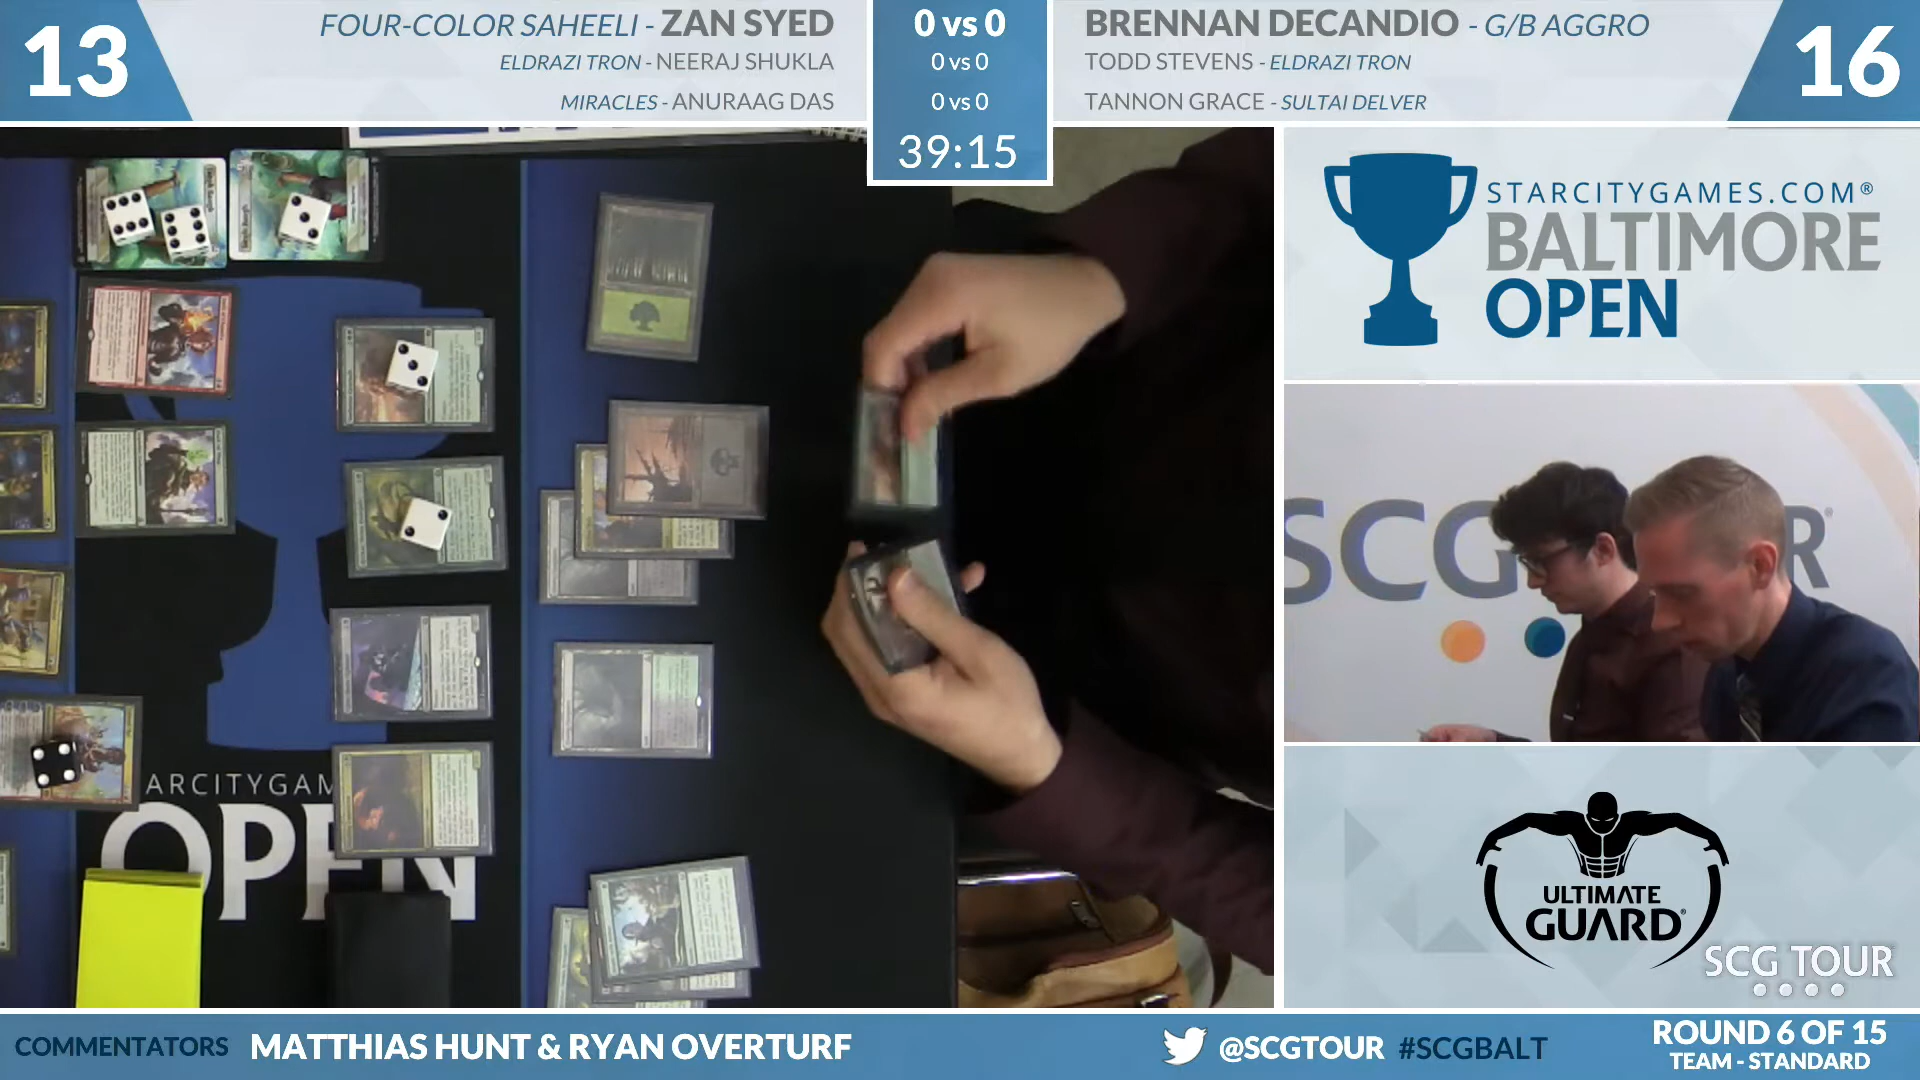 13
FOUR-COLOR SAHEELI - ZAN SYED
ELDRAZI TRON - NEERAJ SHUKLA
MIRACLES - ANURAAG DAS
0 vs 0
0 vs 0
0 vs 0
39:15
BRENNAN DECANDIO - G/B AGGRO
TODD STEVENS - ELDRAZI TRON
TANNON GRACE - SULTAI DELVER
16
STARCITYGAMES.COM®
BALTIMORE
OPEN
SCG
R
ARCITYGAM
OPEN
ULTIMATE
GUARD®
SCG TOUR
COMMENTATORS MATTHIAS HUNT & RYAN OVERTURF
@SCGTOUR #SCGBALT
ROUND 6 OF 15
TEAM - STANDARD